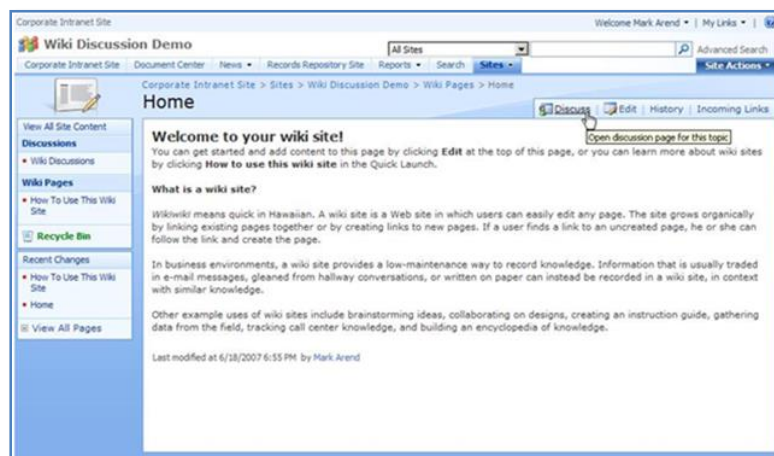 Corporate Intranet Site
Welcome Mark Arend | My Links |
Wiki Discussion Demo
All Sites
Advanced Search
Corporate Intranet Site Document Center News Records Repository Site Reports Search Sites
Site Actions
Corporate Intranet Site > Sites > Wiki Discussion Demo > Wiki Pages > Home
Home
Discuss | Edit | History | Incoming Links
Open discussion page for this topic
View All Site Content
Discussions
Wiki Discussions
Wiki Pages
How To Use This Wiki
Site
Recycle Bin
Recent Changes
How To Use This Wiki
Site
Home
View All Pages
Welcome to your wiki site!
You can get started and add content to this page by clicking Edit at the top of this page, or you can learn more about wiki sites
by clicking How to use this wiki site in the Quick Launch.
What is a wiki site?
Wikiwiki means quick in Hawaiian. A wiki site is a Web site in which users can easily edit any page. The site grows organically
by linking existing pages together or by creating links to new pages. If a user finds a link to an uncreated page, he or she can
follow the link and create the page.
In business environments, a wiki site provides a low-maintenance way to record knowledge. Information that is usually traded
in e-mail messages, gleaned from hallway conversations, or written on paper can instead be recorded in a wiki site, in context
with similar knowledge.
Other example uses of wiki sites include brainstorming ideas, collaborating on designs, creating an instruction guide, gathering
data from the field, tracking call center knowledge, and building an encyclopedia of knowledge.
Last modified at 6/18/2007 6:55 PM by Mark Arend